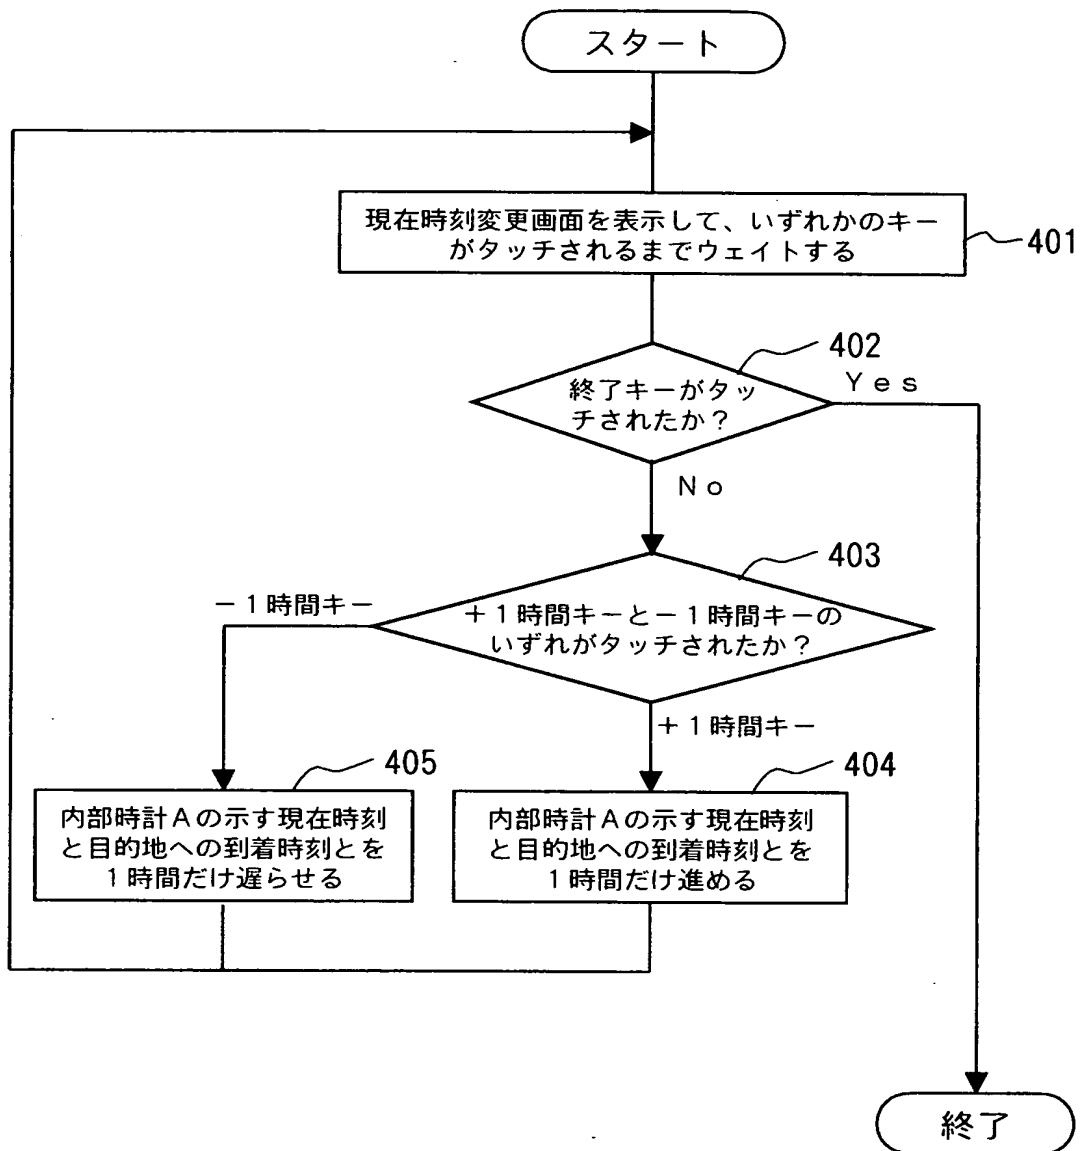 スタート
現在時刻変更画面を表示して、いずれかのキー
がタッチされるまでウェイトする
401
402
終了キーがタッ
チされたか？
Yes
No
403
＋１時間キーと－１時間キーの
いずれがタッチされたか？
－１時間キー
＋１時間キー
405
内部時計Ａの示す現在時刻
と目的地への到着時刻とを
１時間だけ遅らせる
404
内部時計Ａの示す現在時刻
と目的地への到着時刻とを
１時間だけ進める
終了